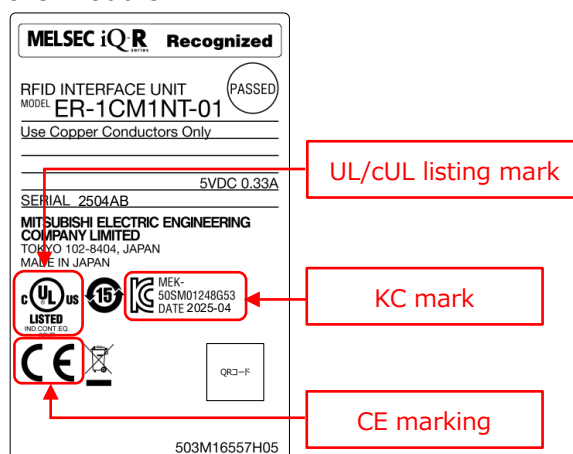 MELSEC iQ-R series Recognized
RFID INTERFACE UNIT
PASSED
MODEL ER-1CM1NT-01
Use Copper Conductors Only
5VDC 0.33A
SERIAL 2504AB
MITSUBISHI ELECTRIC ENGINEERING
COMPANY LIMITED
TOKYO 102-8404, JAPAN
MADE IN JAPAN
C UL US
LISTED
IND.CONT.EQ.
15
MEK-
50SM01248G53
DATE 2025-04
CE
QRコード
503M16557H05
UL/cUL listing mark
KC mark
CE marking